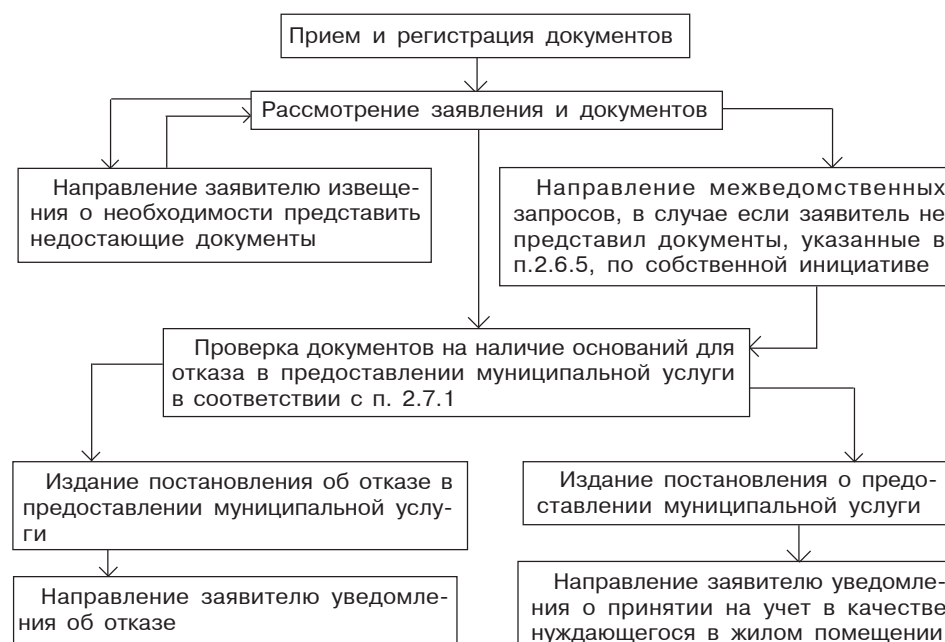 Прием и регистрация документов
Рассмотрение заявления и документов
Направление заявителю извеще-
ния о необходимости представить
недостающие документы
Направление межведомственных
запросов, в случае если заявитель не
представил документы, указанные в
п.2.6.5, по собственной инициативе
Проверка документов на наличие оснований для
отказа в предоставлении муниципальной услуги
в соответствии с п. 2.7.1
Издание постановления об отказе в
предоставлении муниципальной услу-
ги
Издание постановления о предо-
ставлении муниципальной услуги
Направление заявителю уведомле-
ния об отказе
Направление заявителю уведомле-
ния о принятии на учет в качестве
нуждающегося в жилом помещении